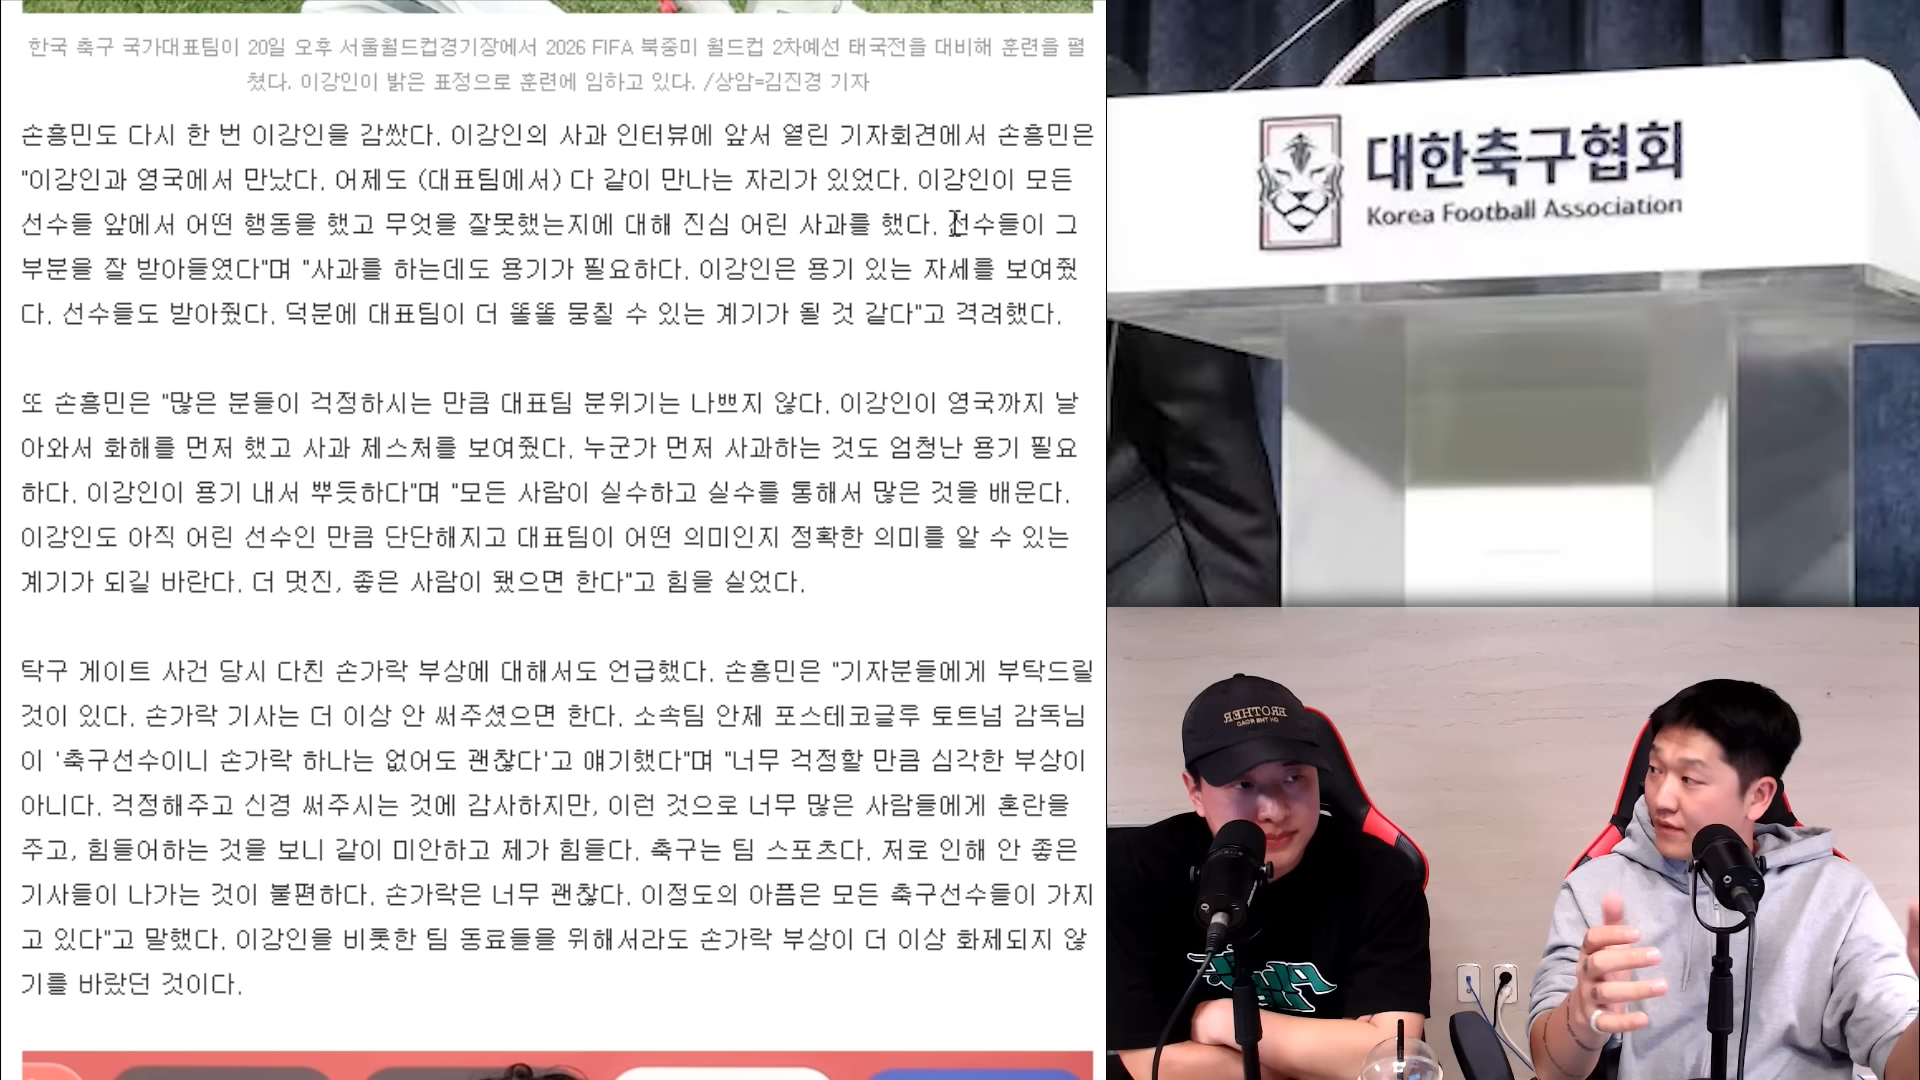 한국 축구 국가대표팀이 20일 오후 서울월드컵경기장에서 2026 FIFA 북중미 월드컵 2차예선 태국전을 대비해 훈련을 펼
쳤다. 이강인이 밝은 표정으로 훈련에 임하고 있다. /상암=김진경 기자
손흥민도 다시 한 번 이강인을 감쌌다. 이강인의 사과 인터뷰에 앞서 열린 기자회견에서 손흥민은
"이강인과 영국에서 만났다. 어제도 (대표팀에서) 다 같이 만나는 자리가 있었다. 이강인이 모든
선수들 앞에서 어떤 행동을 했고 무엇을 잘못했는지에 대해 진심 어린 사과를 했다. 선수들이 그
부분을 잘 받아들였다"며 "사과를 하는데도 용기가 필요하다. 이강인은 용기 있는 자세를 보여줬
다. 선수들도 받아줬다. 덕분에 대표팀이 더 똘똘 뭉칠 수 있는 계기가 될 것 같다"고 격려했다.
또 손흥민은 "많은 분들이 걱정하시는 만큼 대표팀 분위기는 나쁘지 않다. 이강인이 영국까지 날
아와서 화해를 먼저 했고 사과 제스처를 보여줬다. 누군가 먼저 사과하는 것도 엄청난 용기 필요
하다. 이강인이 용기 내서 뿌듯하다"며 "모든 사람이 실수하고 실수를 통해서 많은 것을 배운다.
이강인도 아직 어린 선수인 만큼 단단해지고 대표팀이 어떤 의미인지 정확한 의미를 알 수 있는
계기가 되길 바란다. 더 멋진, 좋은 사람이 됐으면 한다"고 힘을 실었다.
탁구 게이트 사건 당시 다친 손가락 부상에 대해서도 언급했다. 손흥민은 "기자분들에게 부탁드릴
것이 있다. 손가락 기사는 더 이상 안 써주셨으면 한다. 소속팀 안제 포스테코글루 토트넘 감독님
이 '축구선수이니 손가락 하나는 없어도 괜찮다'고 얘기했다"며 "너무 걱정할 만큼 심각한 부상이
아니다. 걱정해주고 신경 써주시는 것에 감사하지만, 이런 것으로 너무 많은 사람들에게 혼란을
주고, 힘들어하는 것을 보니 같이 미안하고 제가 힘들다. 축구는 팀 스포츠다. 저로 인해 안 좋은
기사들이 나가는 것이 불편하다. 손가락은 너무 괜찮다. 이정도의 아픔은 모든 축구선수들이 가지
고 있다"고 말했다. 이강인을 비롯한 팀 동료들을 위해서라도 손가락 부상이 더 이상 화제되지 않
기를 바랐던 것이다.
대한축구협회
Korea Football Association
BROTHER